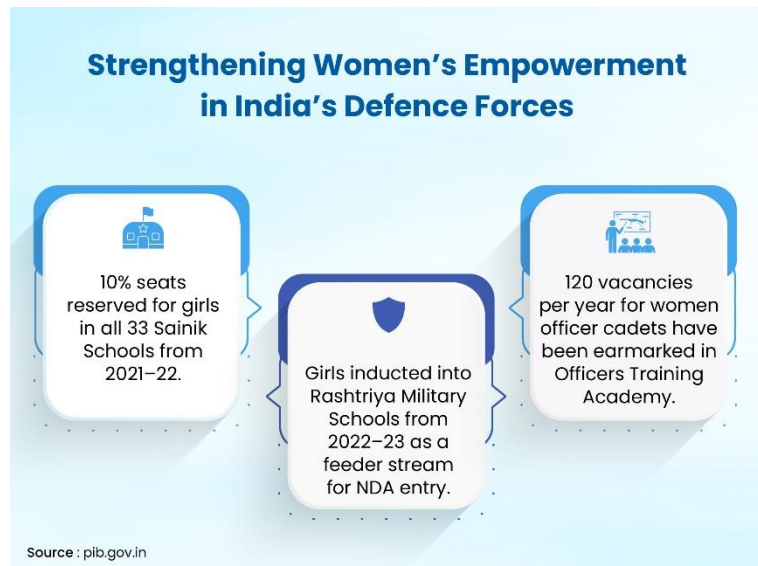 Strengthening Women's Empowerment
in India's Defence Forces
10% seats
reserved for girls
in all 33 Sainik
Schools from
2021–22.
Girls inducted into
Rashtriya Military
Schools from
2022–23 as a
feeder stream
for NDA entry.
120 vacancies
per year for women
officer cadets have
been earmarked in
Officers Training
Academy.
Source : pib.gov.in